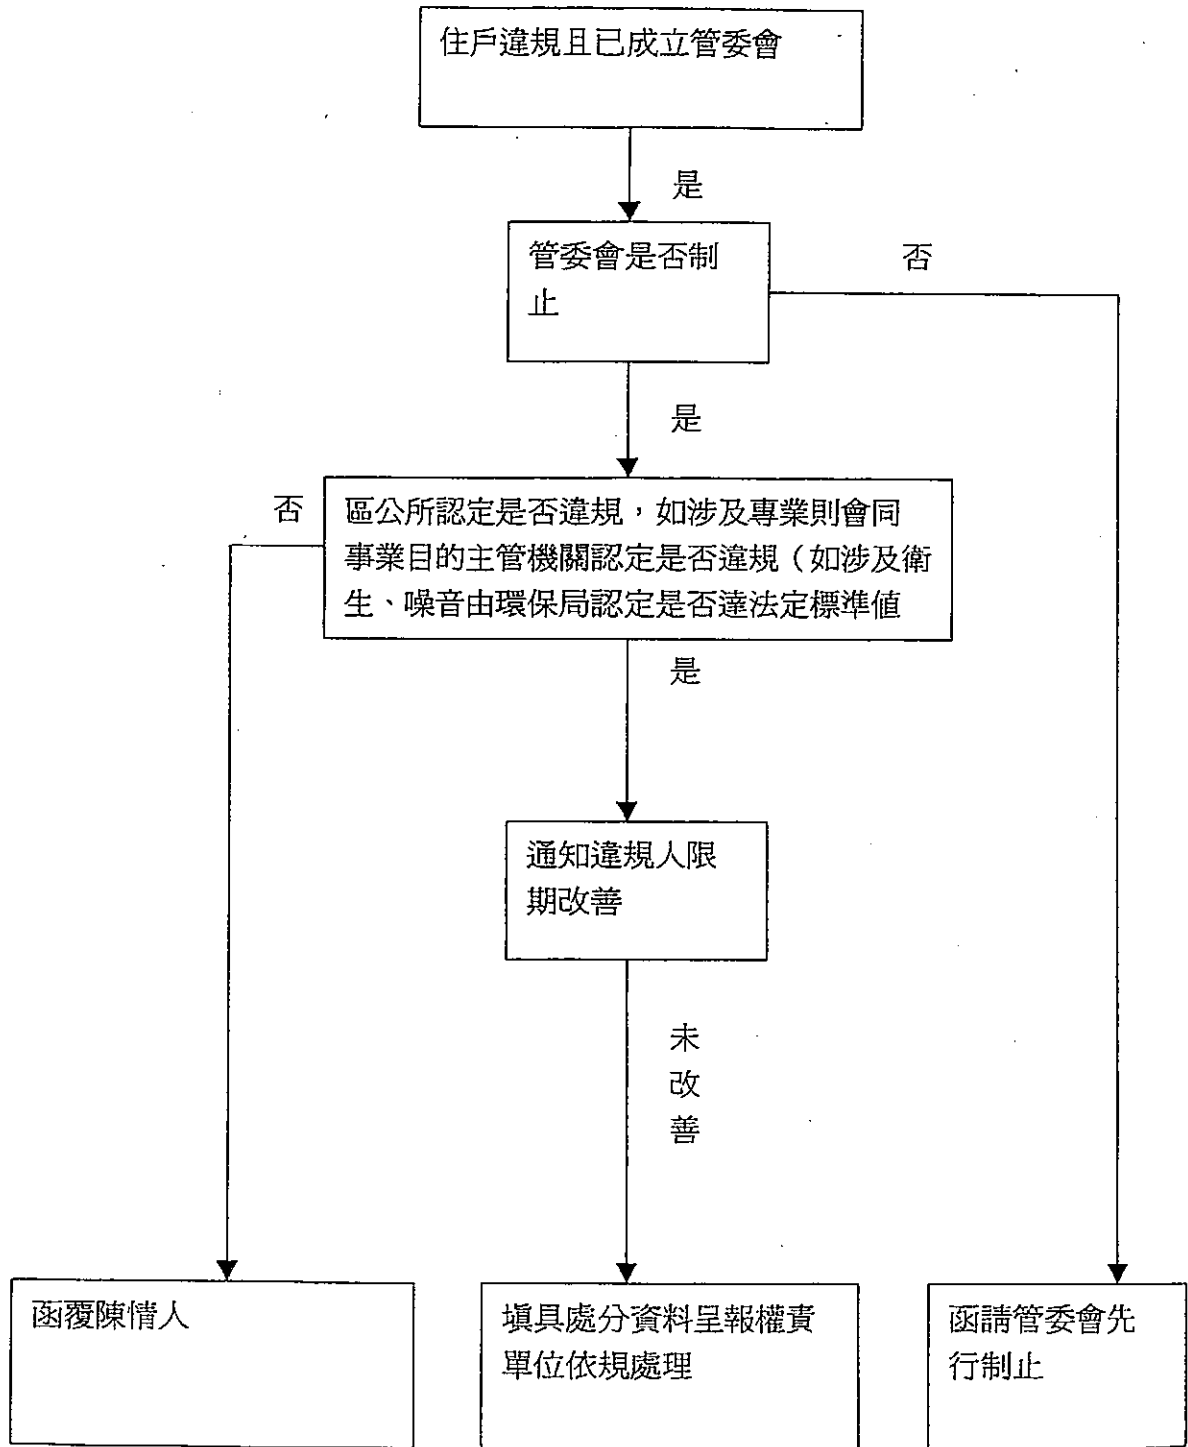 住戶違規且已成立管委會
是
管委會是否制
止
否
是
區公所認定是否違規，如涉及專業則會同
事業目的主管機關認定是否違規（如涉及衛
生、噪音由環保局認定是否達法定標準值
否
是
通知違規人限
期改善
未
改
善
函覆陳情人
填具處分資料呈報權責
單位依規處理
函請管委會先
行制止